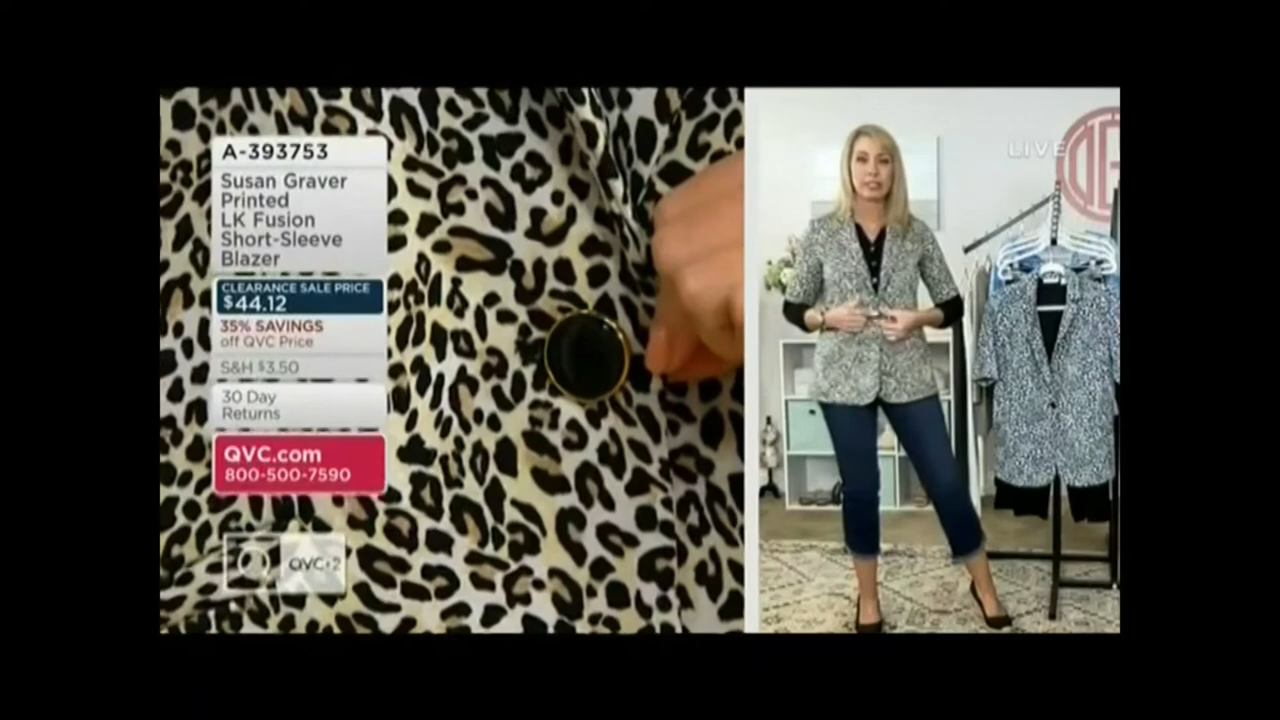 A-393753
Susan Graver
Printed
LK Fusion
Short-Sleeve
Blazer
CLEARANCE SALE PRICE
$44.12
35% SAVINGS
off QVC Price
S&H $3.50
30 Day
Returns
QVC.com
800-500-7590
QVC 2
LIVE